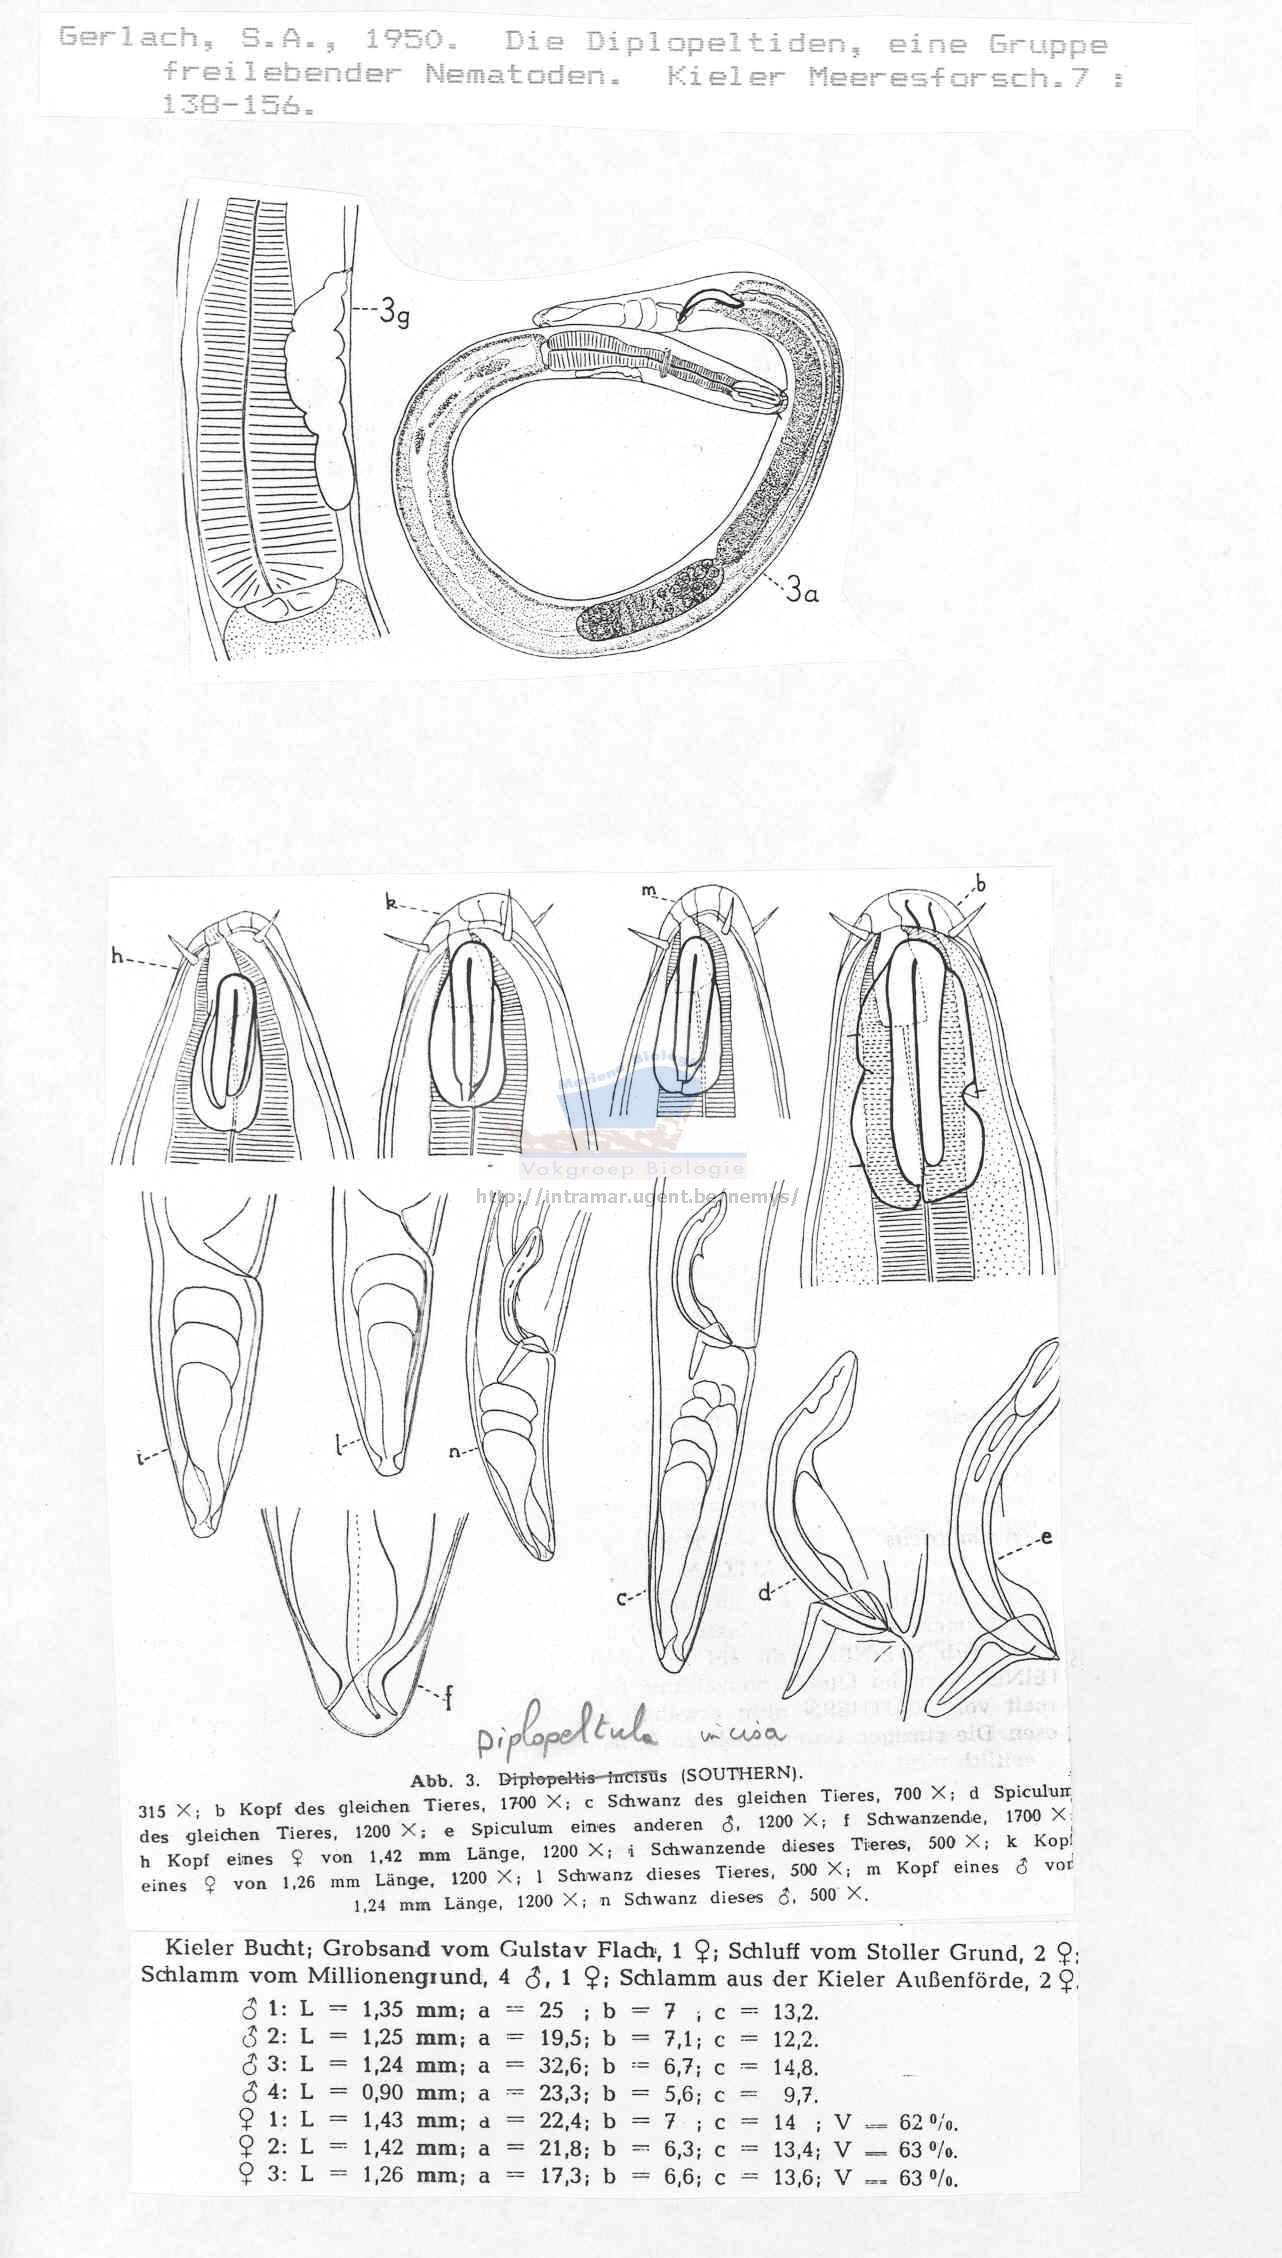 Gerlach, S.A., 1950. Die Diplopeltiden, eine Gruppe
freilebender Nematoden. Kieler Meeresforsch.7 :
138-156.
3g
3a
h
k
m
b
Mariene Biologie
Vakgroep Biologie
http://intramar.ugent.be/nemys/
i
l
n
c
d
e
f
Diplopeltula incisa
Abb. 3. Diplopeltis incisus (SOUTHERN).
315 ×; b Kopf des gleichen Tieres, 1700 ×; c Schwanz des gleichen Tieres, 700 ×; d Spiculum
des gleichen Tieres, 1200 ×; e Spiculum eines anderen ♂, 1200 ×; f Schwanzende, 1700 ×
h Kopf eines ♀ von 1,42 mm Länge, 1200 ×; i Schwanzende dieses Tieres, 500 ×; k Kopf
eines ♀ von 1,26 mm Länge, 1200 ×; l Schwanz dieses Tieres, 500 ×; m Kopf eines ♂ von
1,24 mm Länge, 1200 ×; n Schwanz dieses ♂, 500 ×.
Kieler Bucht; Grobsand vom Gulstav Flach, 1 ♀; Schluff vom Stoller Grund, 2 ♀;
Schlamm vom Millionengrund, 4 ♂, 1 ♀; Schlamm aus der Kieler Außenförde, 2 ♀.
♂ 1: L = 1,35 mm; a = 25 ; b = 7 ; c = 13,2.
♂ 2: L = 1,25 mm; a = 19,5; b = 7,1; c = 12,2.
♂ 3: L = 1,24 mm; a = 32,6; b = 6,7; c = 14,8.
♂ 4: L = 0,90 mm; a = 23,3; b = 5,6; c = 9,7.
♀ 1: L = 1,43 mm; a = 22,4; b = 7 ; c = 14 ; V = 62 %.
♀ 2: L = 1,42 mm; a = 21,8; b = 6,3; c = 13,4; V = 63 %.
♀ 3: L = 1,26 mm; a = 17,3; b = 6,6; c = 13,6; V = 63 %.